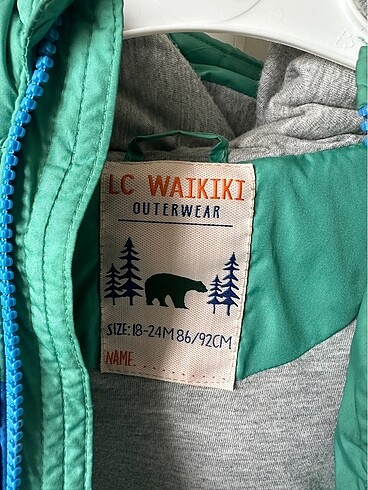 LC WAIKIKI
OUTERWEAR
SIZE: 18-24M 86/92CM
NAME.......